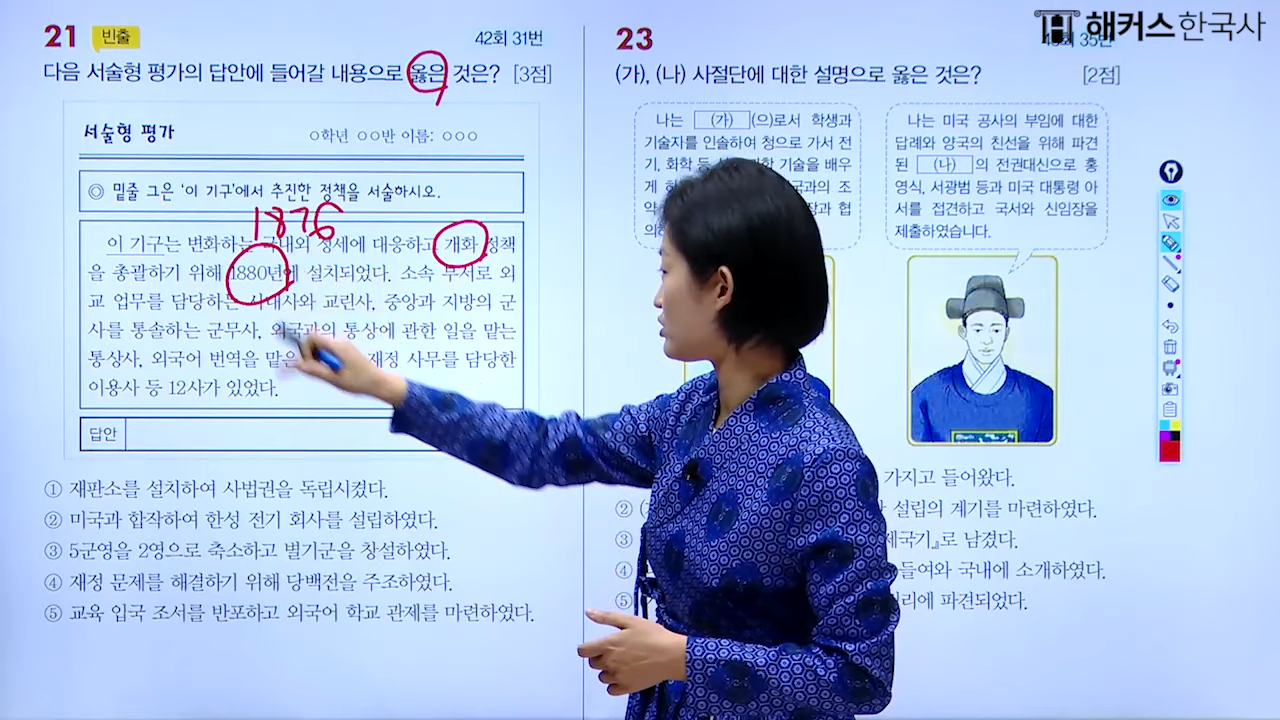 해커스한국사
21 빈출 42회 31번
다음 서술형 평가의 답안에 들어갈 내용으로 옳은 것은? [3점]
서술형 평가 ○학년 ○○반 이름: ○○○
◎ 밑줄 그은 '이 기구'에서 추진한 정책을 서술하시오.
1876
이 기구는 변화하는 국내외 정세에 대응하고 개화 정책
을 총괄하기 위해 1880년에 설치되었다. 소속 부서로 외
교 업무를 담당하는 사대사와 교린사, 중앙과 지방의 군
사를 통솔하는 군무사, 외국과의 통상에 관한 일을 맡는
통상사, 외국어 번역을 맡은 재정 사무를 담당한
이용사 등 12사가 있었다.
답안
① 재판소를 설치하여 사법권을 독립시켰다.
② 미국과 합작하여 한성 전기 회사를 설립하였다.
③ 5군영을 2영으로 축소하고 별기군을 창설하였다.
④ 재정 문제를 해결하기 위해 당백전을 주조하였다.
⑤ 교육 입국 조서를 반포하고 외국어 학교 관제를 마련하였다.
23
(가), (나) 사절단에 대한 설명으로 옳은 것은? [2점]
나는 (가) (으)로서 학생과
기술자를 인솔하여 청으로 가서 전
기, 화학 등 기술을 배우
게
약
나는 미국 공사의 부임에 대한
답례와 양국의 친선을 위해 파견
된 (나) 의 전권대신으로 홍
영식, 서광범 등과 미국 대통령 아
서를 접견하고 국서와 신임장을
제출하였습니다.
가지고 들어왔다.
② 설립의 계기를 마련하였다.
③ 로 남겼다.
④ 들여와 국내에 소개하였다.
⑤ 파견되었다.